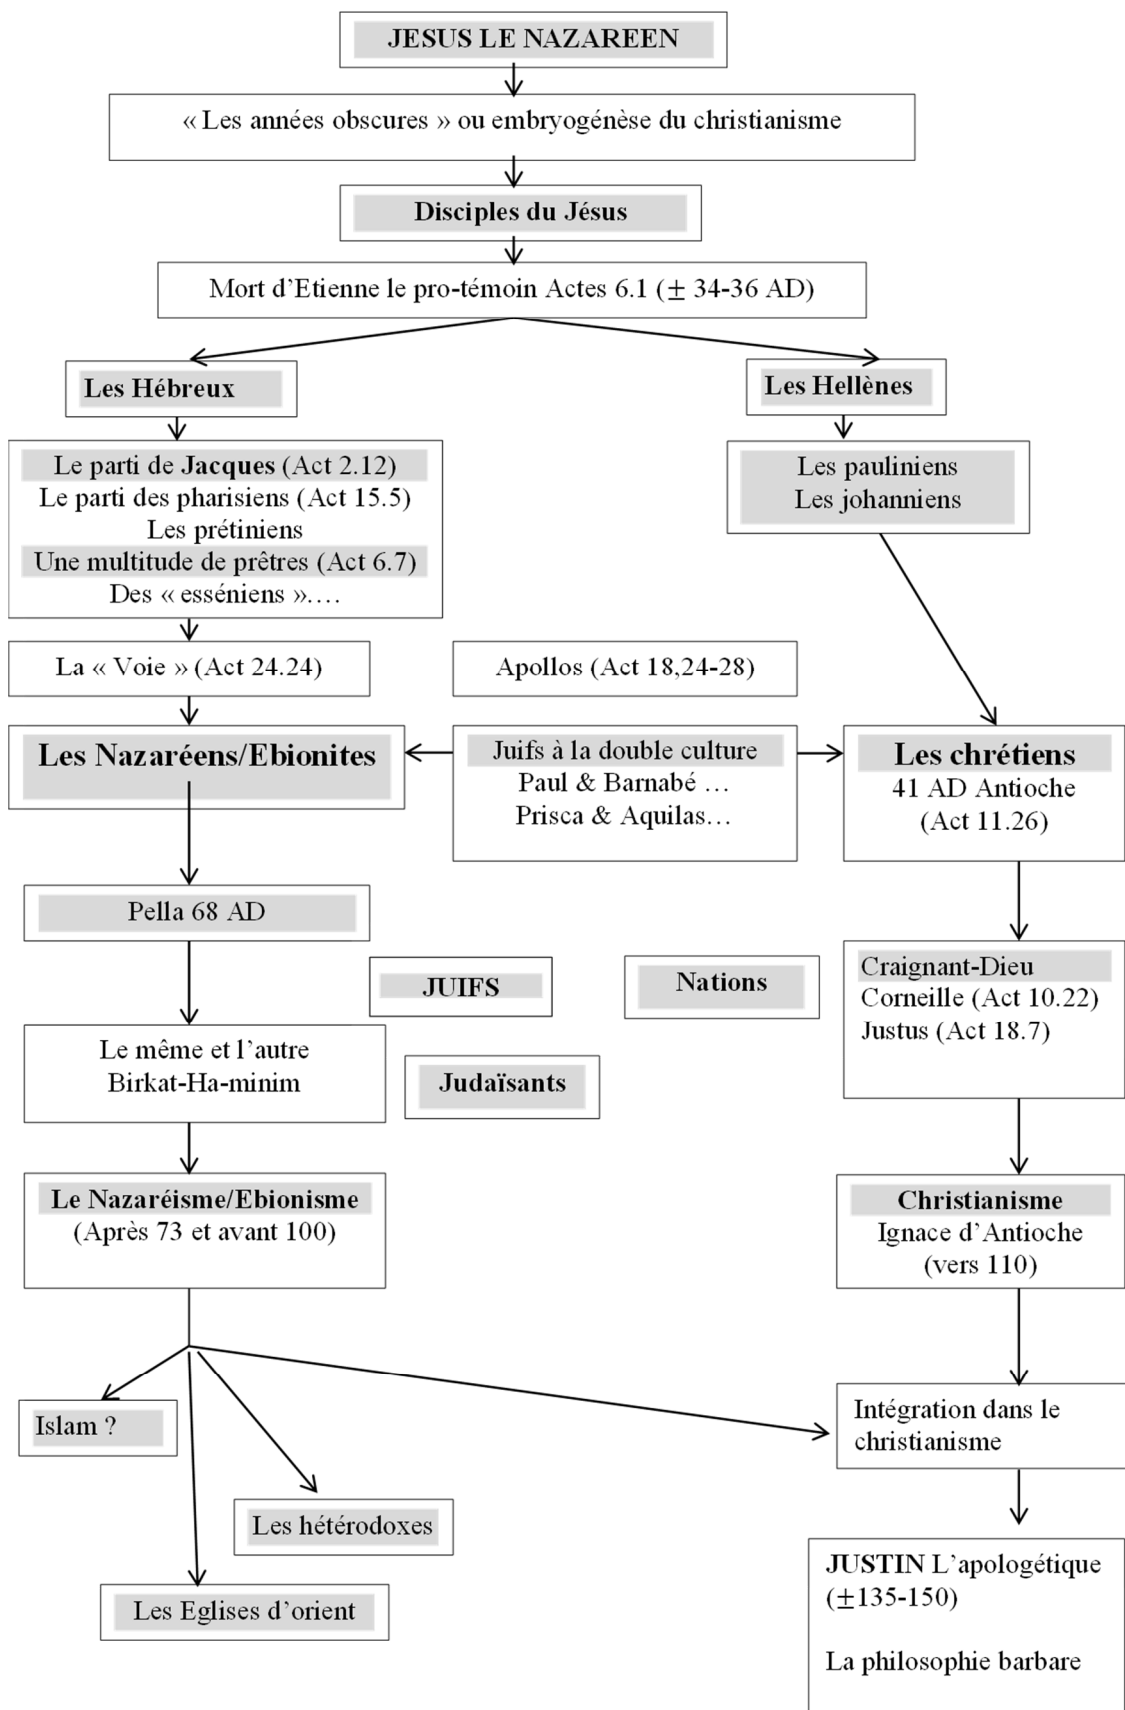 JESUS LE NAZAREEN
« Les années obscures » ou embryogénèse du christianisme
Disciples du Jésus
Mort d’Etienne le pro-témoin Actes 6.1 (± 34-36 AD)
Les Hébreux
Les Hellènes
Le parti de Jacques (Act 2.12)
Le parti des pharisiens (Act 15.5)
Les prétiniens
Une multitude de prêtres (Act 6.7)
Des « esséniens »….
Les pauliniens
Les johanniens
La « Voie » (Act 24.24)
Apollos (Act 18,24-28)
Les Nazaréens/Ebionites
Juifs à la double culture
Paul & Barnabé …
Prisca & Aquilas…
Les chrétiens
41 AD Antioche
(Act 11.26)
Pella 68 AD
JUIFS
Nations
Craignant-Dieu
Corneille (Act 10.22)
Justus (Act 18.7)
Le même et l’autre
Birkat-Ha-minim
Judaïsants
Le Nazaréisme/Ebionisme
(Après 73 et avant 100)
Christianisme
Ignace d’Antioche
(vers 110)
Islam ?
Intégration dans le
christianisme
Les hétérodoxes
Les Eglises d’orient
JUSTIN L’apologétique
(±135-150)
La philosophie barbare